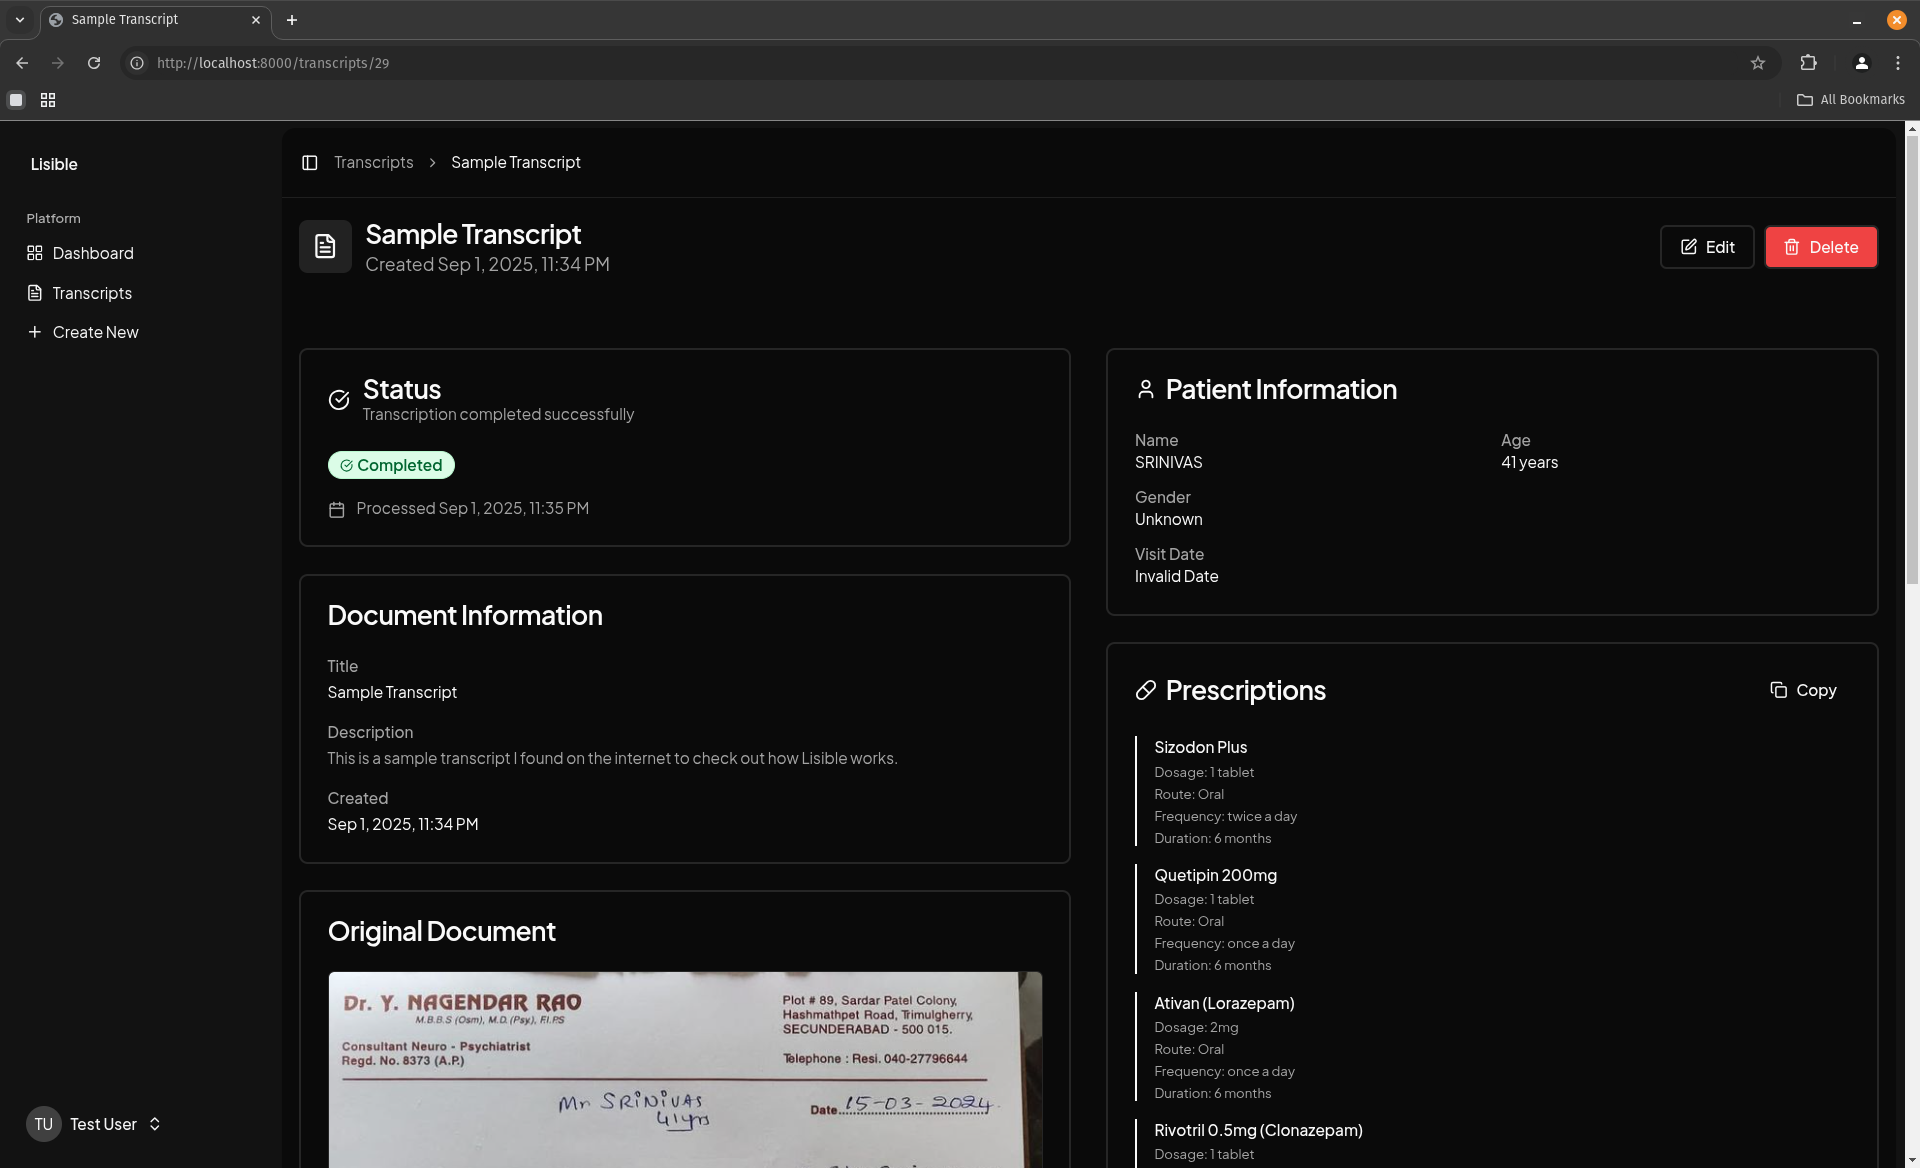 Sample Transcript
http://localhost:8000/transcripts/29
All Bookmarks
Lisible
Platform
Dashboard
Transcripts
Create New
TU Test User
Transcripts > Sample Transcript
Sample Transcript
Created Sep 1, 2025, 11:34 PM
Edit
Delete
Status
Transcription completed successfully
Completed
Processed Sep 1, 2025, 11:35 PM
Document Information
Title
Sample Transcript
Description
This is a sample transcript I found on the internet to check out how Lisible works.
Created
Sep 1, 2025, 11:34 PM
Original Document
Dr. Y. NAGENDAR RAO
M.B.B.S (Osm), M.D. (Psy.), F.I.P.S
Consultant Neuro - Psychiatrist
Regd. No. 8373 (A.P.)
Plot # 89, Sardar Patel Colony,
Hashmathpet Road, Trimulgherry,
SECUNDERABAD - 500 015.
Telephone : Resi. 040-27796644
Mr SRINIVAS
41yrs
Date 15-03-2024
Patient Information
Name
SRINIVAS
Age
41 years
Gender
Unknown
Visit Date
Invalid Date
Prescriptions
Copy
Sizodon Plus
Dosage: 1 tablet
Route: Oral
Frequency: twice a day
Duration: 6 months
Quetipin 200mg
Dosage: 1 tablet
Route: Oral
Frequency: once a day
Duration: 6 months
Ativan (Lorazepam)
Dosage: 2mg
Route: Oral
Frequency: once a day
Duration: 6 months
Rivotril 0.5mg (Clonazepam)
Dosage: 1 tablet